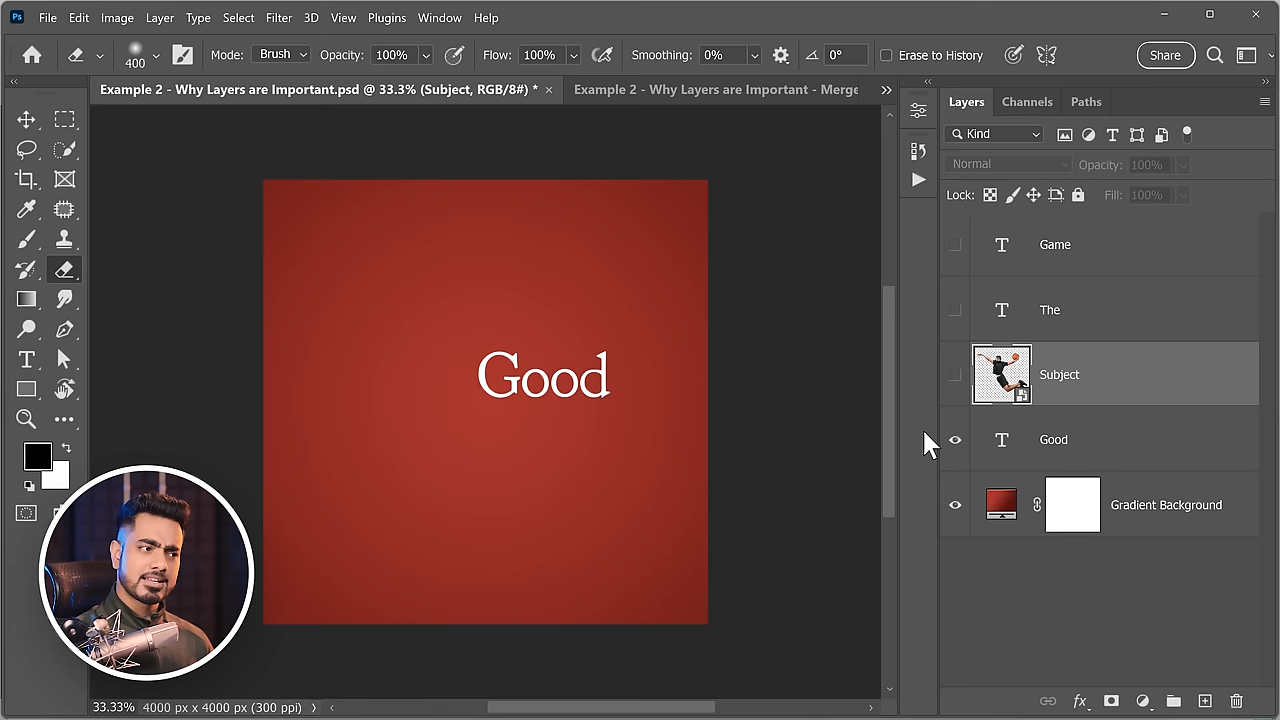 Ps File Edit Image Layer Type Select Filter 3D View Plugins Window Help
400 Mode: Brush Opacity: 100% Flow: 100% Smoothing: 0% 0° Erase to History Share
Example 2 - Why Layers are Important.psd @ 33.3% (Subject, RGB/8#) * × Example 2 - Why Layers are Important - Merge
Layers Channels Paths
Kind
Normal Opacity: 100%
Lock: Fill: 100%
Game
The
Subject
Good
Good
Gradient Background
33.33% 4000 px x 4000 px (300 ppi)